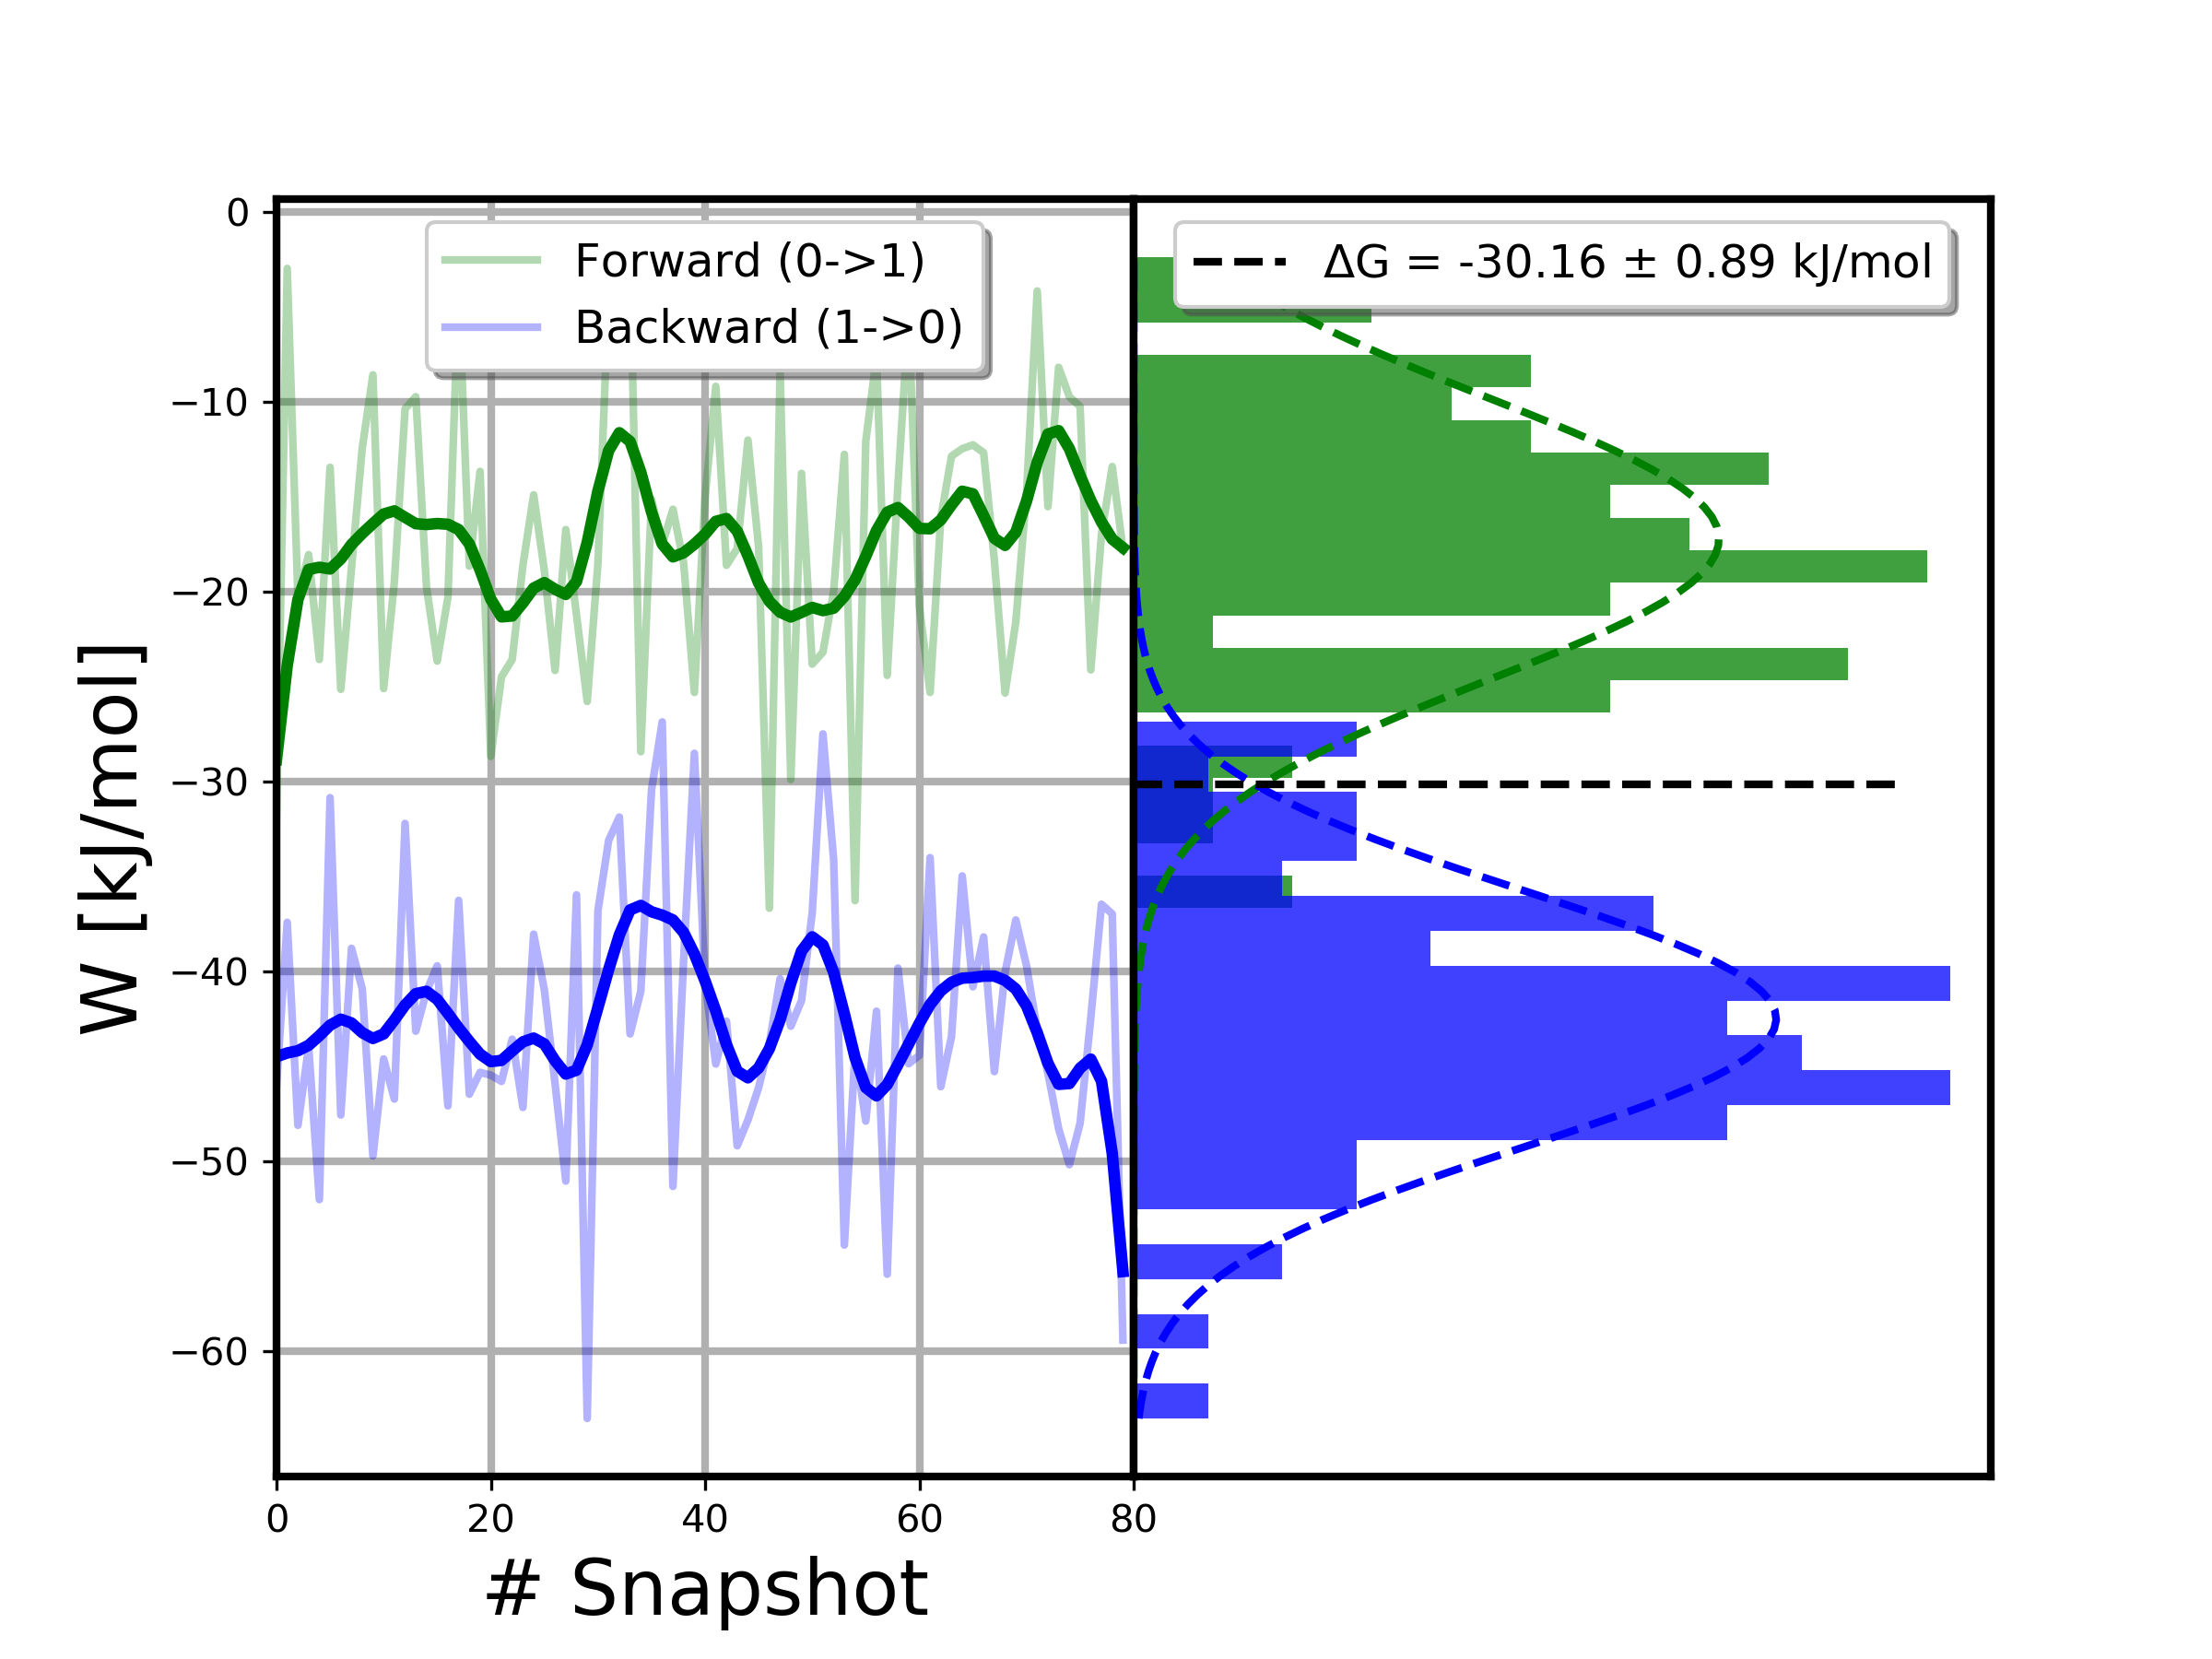 Forward (0->1)
Backward (1->0)
ΔG = -30.16 ± 0.89 kJ/mol
W [kJ/mol]
0
−10
−20
−30
−40
−50
−60
0 20 40 60 80
# Snapshot